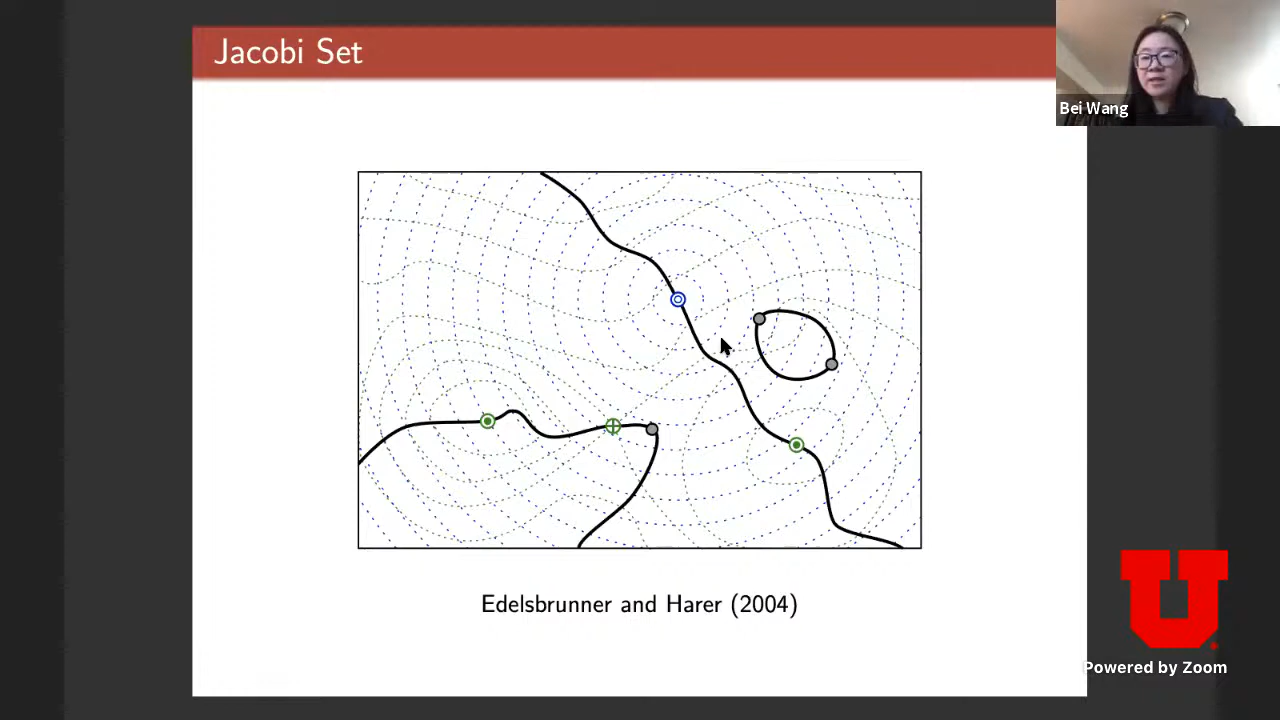 Jacobi Set
Bei Wang
Edelsbrunner and Harer (2004)
U
Powered by Zoom